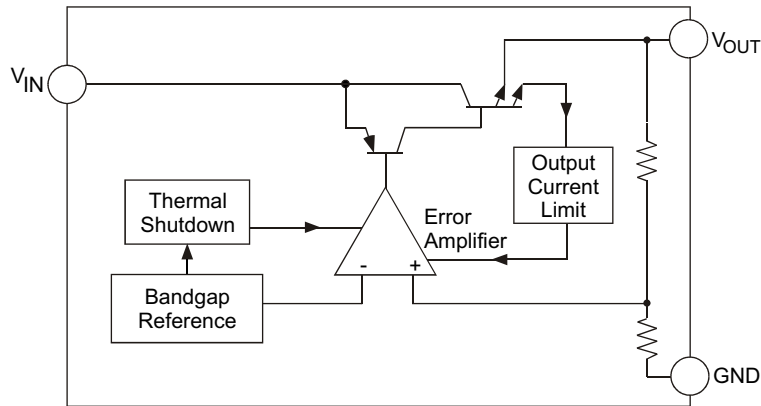 VOUT
VIN
Output
Current
Limit
Thermal
Shutdown
Error
Amplifier
- +
Bandgap
Reference
GND